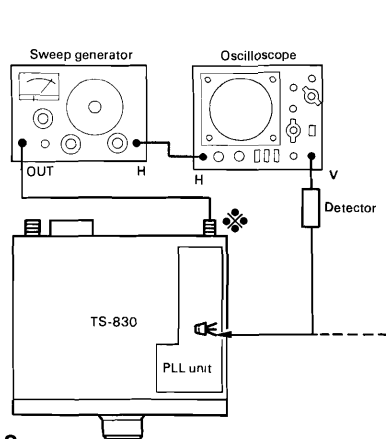 Sweep generator Oscilloscope
OUT H H V
Detector
TS-830
PLL unit